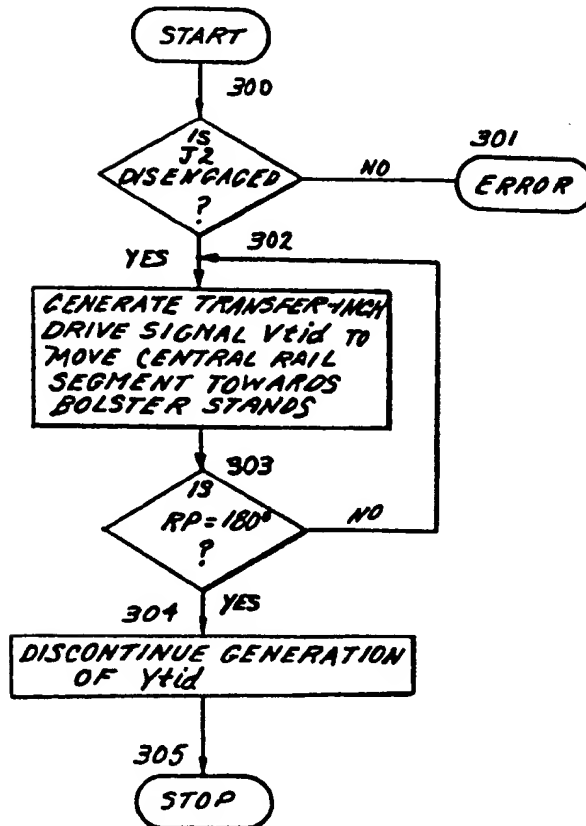 START
300
IS
J2
DISENGAGED
?
NO
301
ERROR
YES
302
GENERATE TRANSFER-INCH
DRIVE SIGNAL Vtid TO
MOVE CENTRAL RAIL
SEGMENT TOWARDS
BOLSTER STANDS
303
IS
RP = 180°
?
NO
304
YES
DISCONTINUE GENERATION
OF Vtid
305
STOP